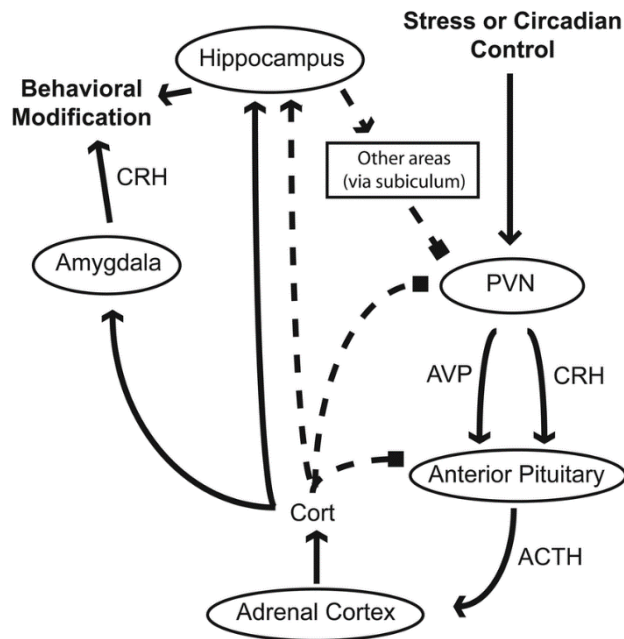 Stress or Circadian
Control
Hippocampus
Behavioral
Modification
Other areas
(via subiculum)
CRH
Amygdala
PVN
AVP
CRH
Anterior Pituitary
Cort
ACTH
Adrenal Cortex